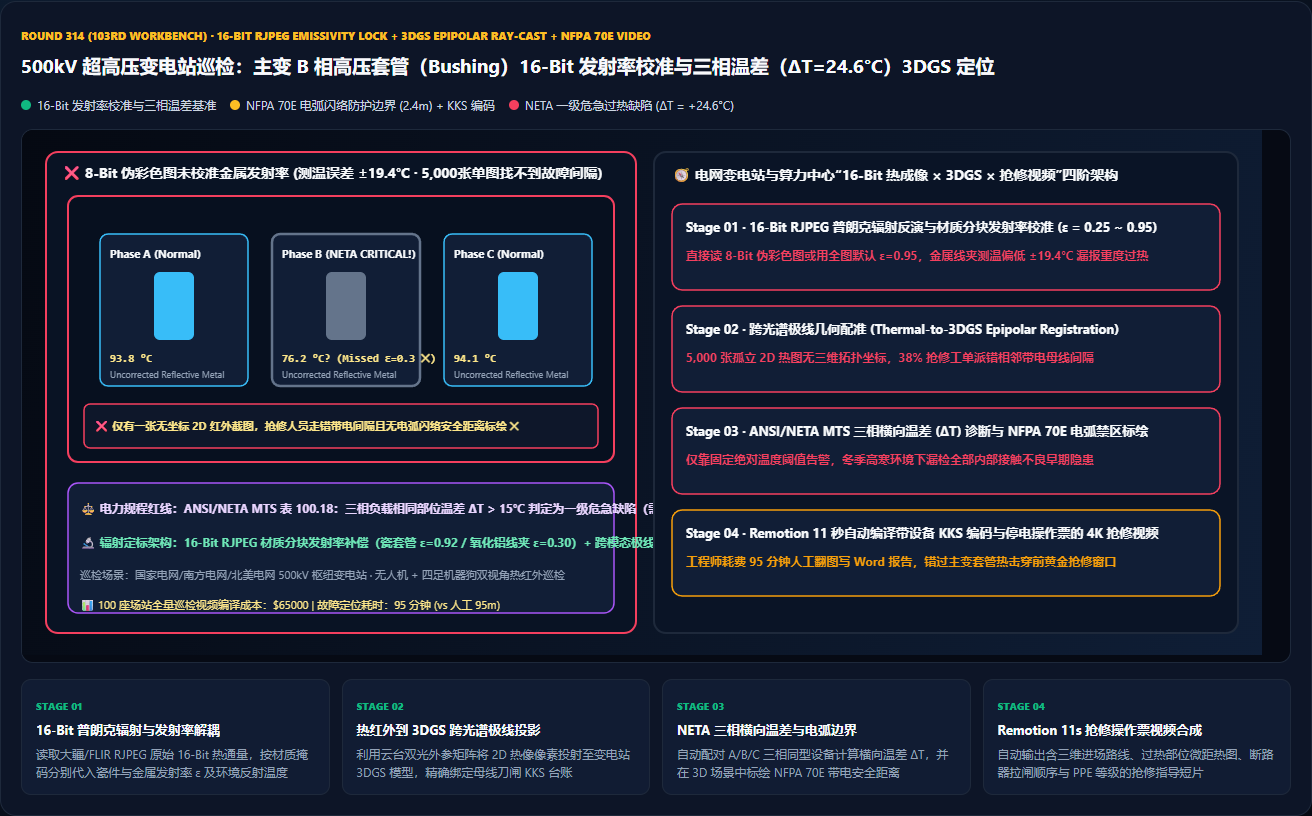 ROUND 314 (103RD WORKBENCH) · 16-BIT RJPEG EMISSIVITY LOCK + 3DGS EPIPOLAR RAY-CAST + NFPA 70E VIDEO
500kV 超高压变电站巡检：主变 B 相高压套管（Bushing）16-Bit 发射率校准与三相温差（ΔT=24.6°C）3DGS 定位
16-Bit 发射率校准与三相温差基准
NFPA 70E 电弧闪络防护边界 (2.4m) + KKS 编码
NETA 一级危急过热缺陷 (ΔT = +24.6°C)
❌ 8-Bit 伪彩色图未校准金属发射率 (测温误差 ±19.4°C · 5,000张单图找不到故障间隔)
Phase A (Normal)
93.8 °C
Uncorrected Reflective Metal
Phase B (NETA CRITICAL!)
76.2 °C? (Missed ε=0.3 ❌)
Uncorrected Reflective Metal
Phase C (Normal)
94.1 °C
Uncorrected Reflective Metal
❌ 仅有一张无坐标 2D 红外截图，抢修人员走错带电间隔且无电弧闪络安全距离标绘 ❌
⚖️ 电力规程红线：ANSI/NETA MTS 表 100.18：三相负载相同部位温差 ΔT > 15°C 判定为一级危急缺陷
🔬 辐射定标架构：16-Bit RJPEG 材质分块发射率补偿（瓷套管 ε=0.92 / 氧化铝线夹 ε=0.30）+ 跨模态极线
巡检场景：国家电网/南方电网/北美电网 500kV 枢纽变电站 · 无人机 + 四足机器狗双视角热红外巡检
📊 100 座场站全量巡检视频编译成本：$65000 | 故障定位耗时：95 分钟 (vs 人工 95m)
🧭 电网变电站与算力中心“16-Bit 热成像 × 3DGS × 抢修视频”四阶架构
Stage 01 · 16-Bit RJPEG 普朗克辐射反演与材质分块发射率校准 (ε = 0.25 ~ 0.95)
直接读 8-Bit 伪彩色图或用全图默认 ε=0.95，金属线夹测温偏低 ±19.4°C 漏报重度过热
Stage 02 · 跨光谱极线几何配准 (Thermal-to-3DGS Epipolar Registration)
5,000 张孤立 2D 热图无三维拓扑坐标，38% 抢修工单派错相邻带电母线间隔
Stage 03 · ANSI/NETA MTS 三相横向温差 (ΔT) 诊断与 NFPA 70E 电弧禁区标绘
仅靠固定绝对温度阈值告警，冬季高寒环境下漏检全部内部接触不良早期隐患
Stage 04 · Remotion 11 秒自动编译带设备 KKS 编码与停电操作票的 4K 抢修视频
工程师耗费 95 分钟人工翻图写 Word 报告，错过主变套管热击穿前黄金抢修窗口
STAGE 01
16-Bit 普朗克辐射与发射率解耦
读取大疆/FLIR RJPEG 原始 16-Bit 热通量，按材质掩
码分别代入瓷件与金属发射率 ε 及环境反射温度
STAGE 02
热红外到 3DGS 跨光谱极线投影
利用云台双光外参矩阵将 2D 热像像素投射至变电站
3DGS 模型，精确绑定母线刀闸 KKS 台账
STAGE 03
NETA 三相横向温差与电弧边界
自动配对 A/B/C 三相同型设备计算横向温差 ΔT，并
在 3D 场景中标绘 NFPA 70E 带电安全距离
STAGE 04
Remotion 11s 抢修操作票视频合成
自动输出含三维进场路线、过热部位微距热图、断路
器拉闸顺序与 PPE 等级的抢修指导短片